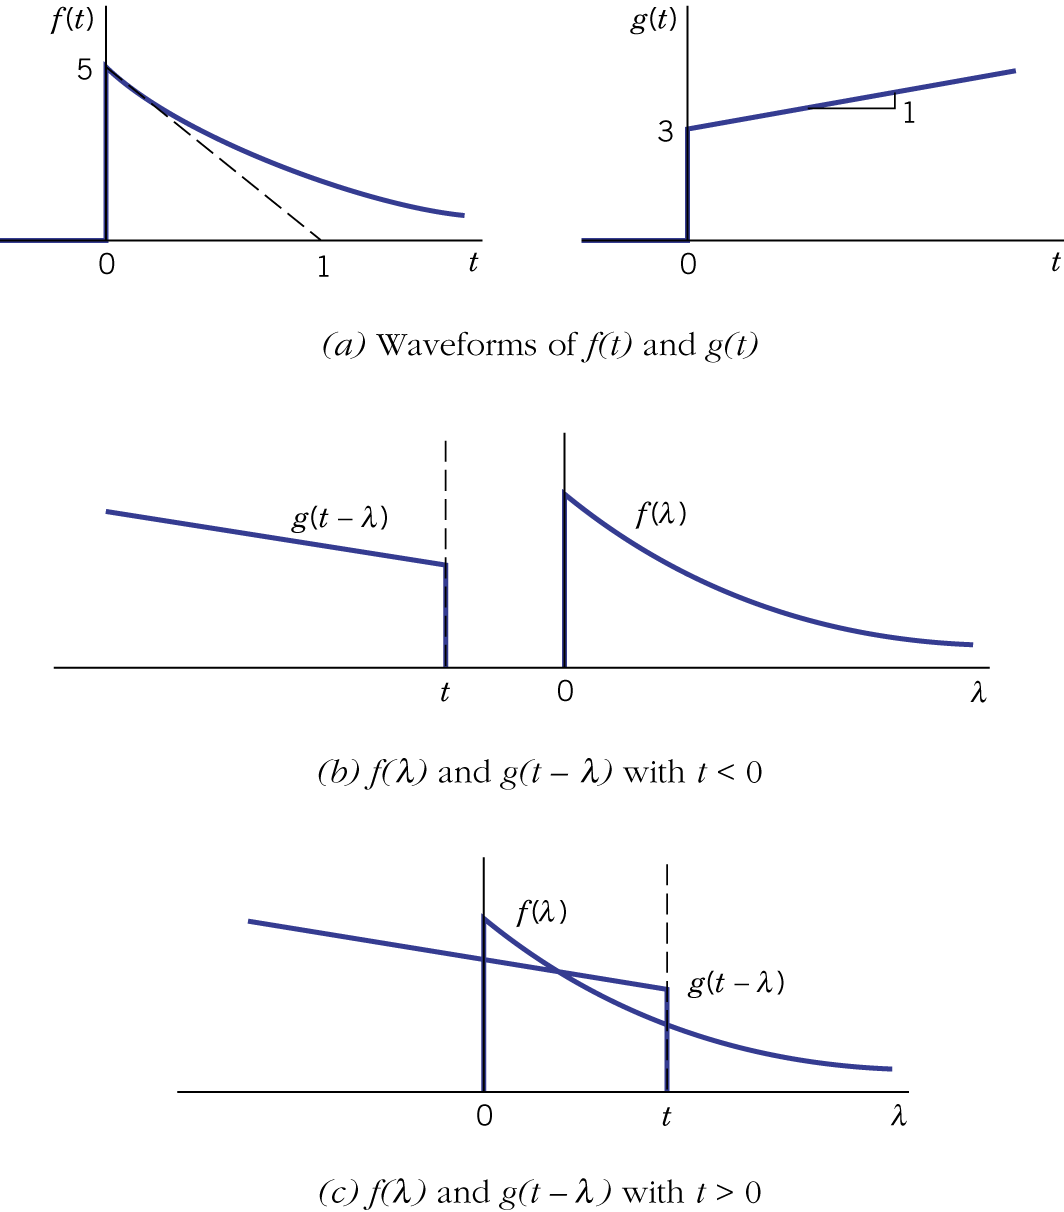 f(t) g(t)
5
3 1
0 1 t 0 t
(a) Waveforms of f(t) and g(t)
g(t – λ) f(λ)
t 0 λ
(b) f(λ) and g(t – λ) with t < 0
f(λ)
g(t – λ)
0 t λ
(c) f(λ) and g(t – λ) with t > 0